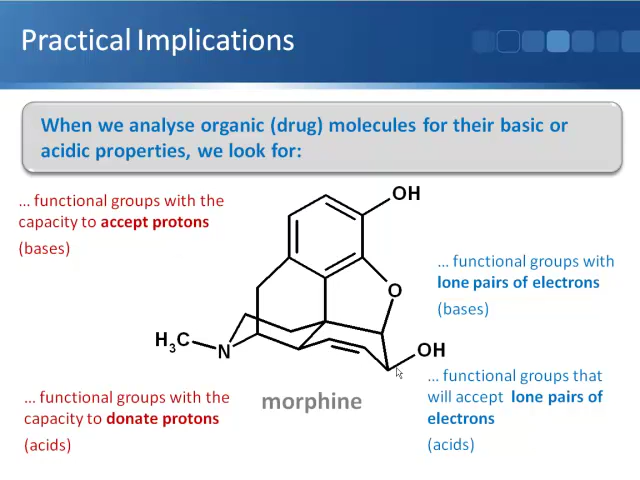 Practical Implications
When we analyse organic (drug) molecules for their basic or
acidic properties, we look for:
... functional groups with the
capacity to accept protons
(bases)
OH
... functional groups with
lone pairs of electrons
(bases)
O
H3C
N
OH
... functional groups with the
capacity to donate protons
(acids)
morphine
... functional groups that
will accept lone pairs of
electrons
(acids)